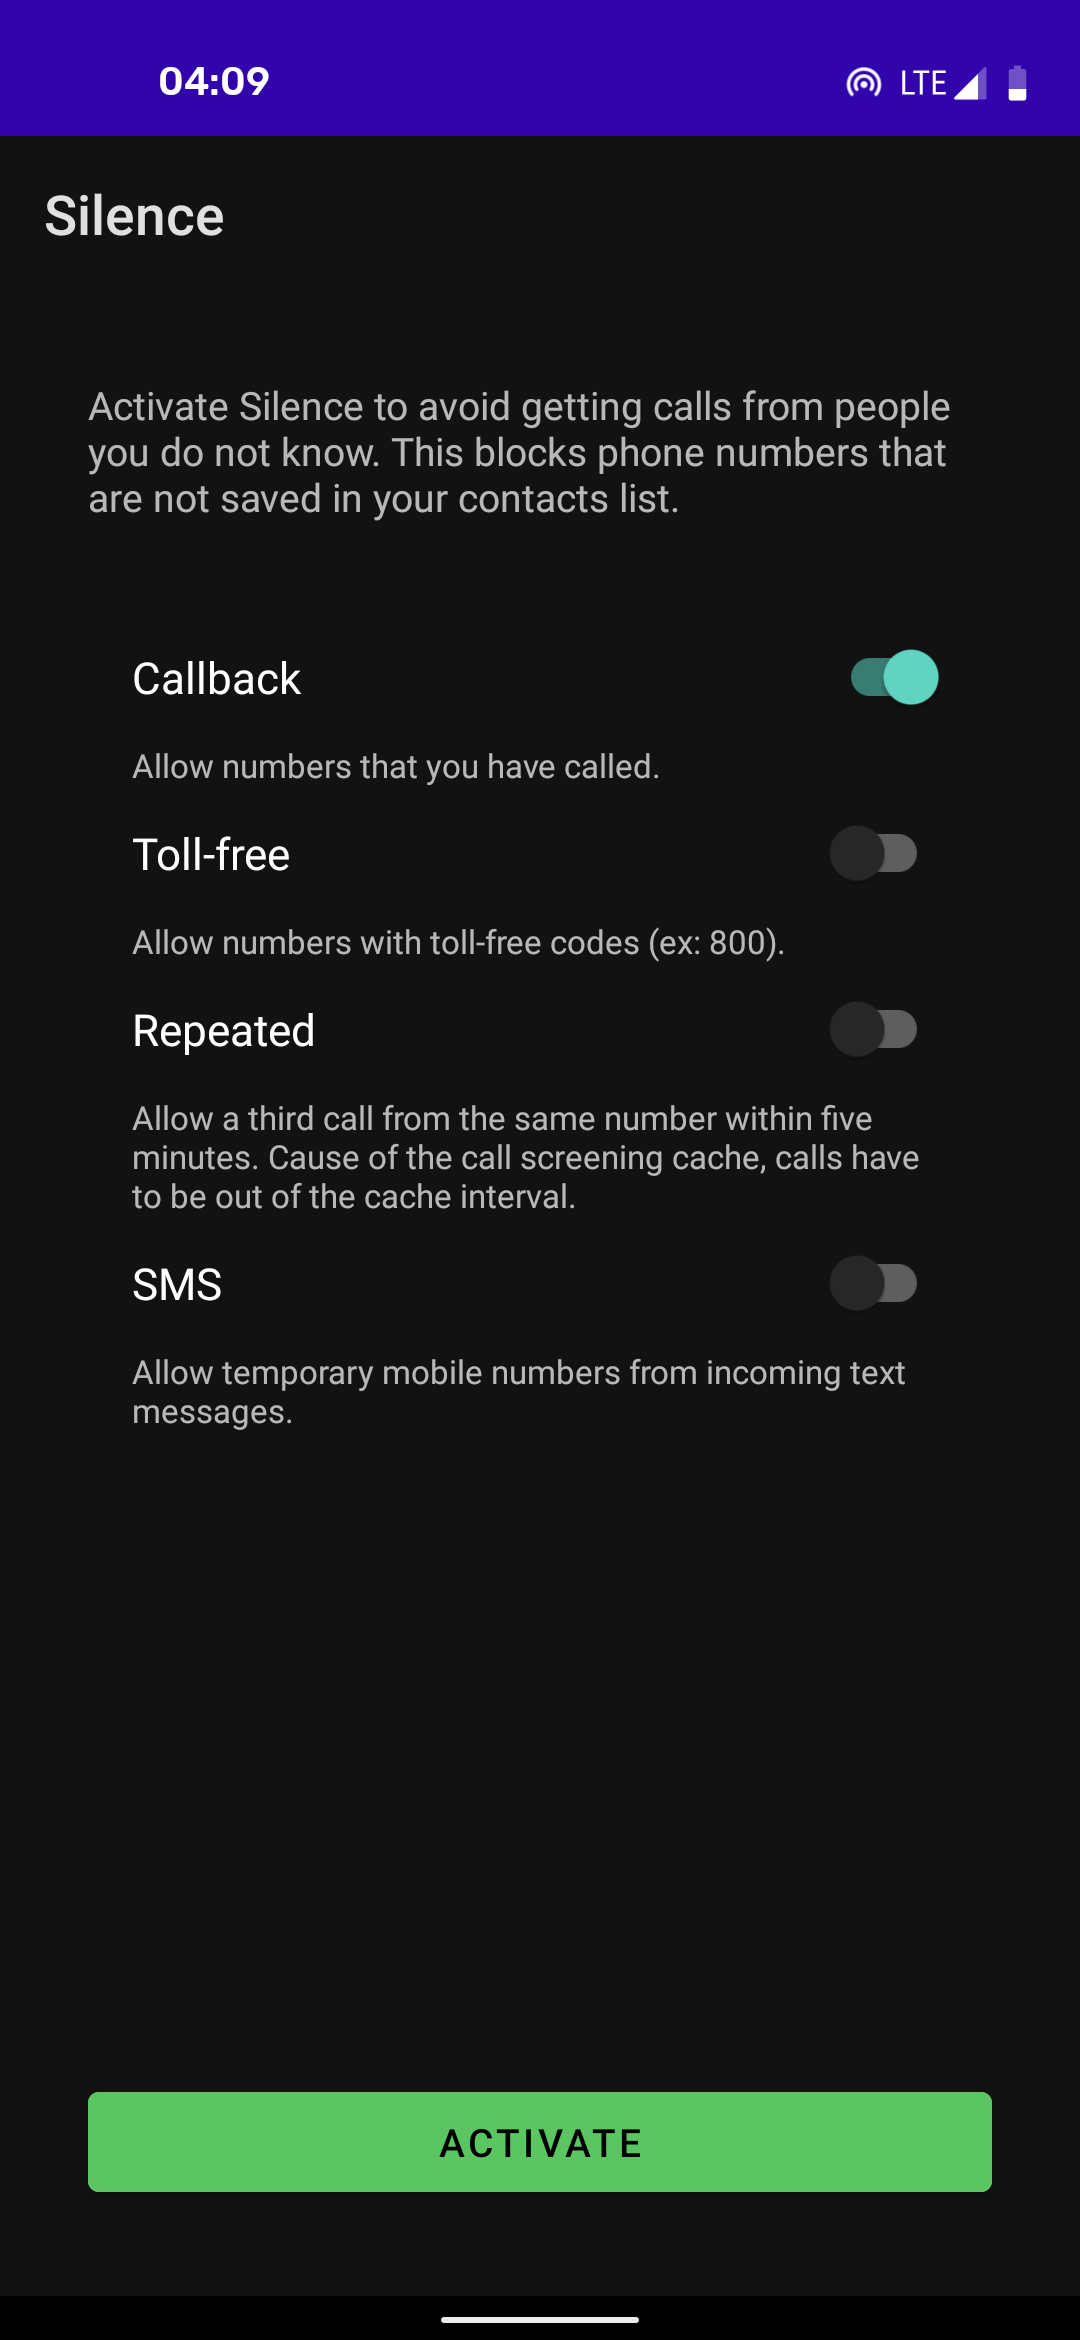 04:09
LTE
Silence
Activate Silence to avoid getting calls from people
you do not know. This blocks phone numbers that
are not saved in your contacts list.
Callback
Allow numbers that you have called.
Toll-free
Allow numbers with toll-free codes (ex: 800).
Repeated
Allow a third call from the same number within five
minutes. Cause of the call screening cache, calls have
to be out of the cache interval.
SMS
Allow temporary mobile numbers from incoming text
messages.
ACTIVATE